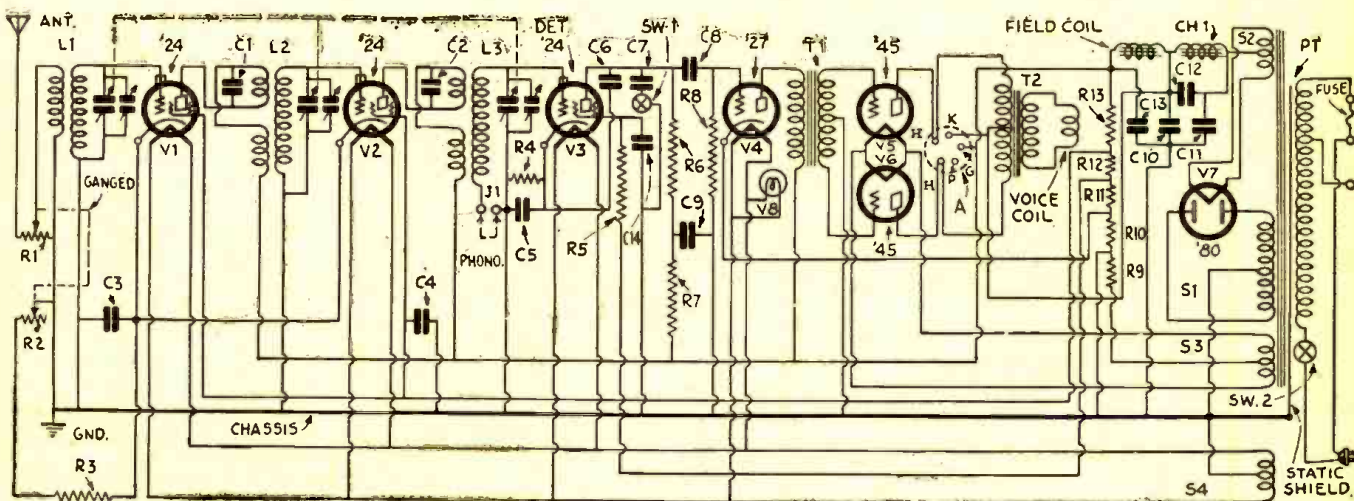 ANT.
L1
'24
C1
L2
'24
C2
L3
DET.
'24
C6
C7
SW.1
C8
'27
T1
'45
FIELD COIL
CH1
S2
PT
T2
C12
FUSE
V1
V2
R4
V3
R8
V4
H
K
V5
V6
R13
C13
C10
C11
GANGED
J1
R6
H
P
G
R12
V7
R1
PHONO.
C5
R5
C14
C9
V8
A
VOICE
COIL
R11
C3
C4
'45
R10
'80
R7
R9
S1
R2
S3
SW.2
CHASSIS
GND.
R3
S4
STATIC
SHIELD